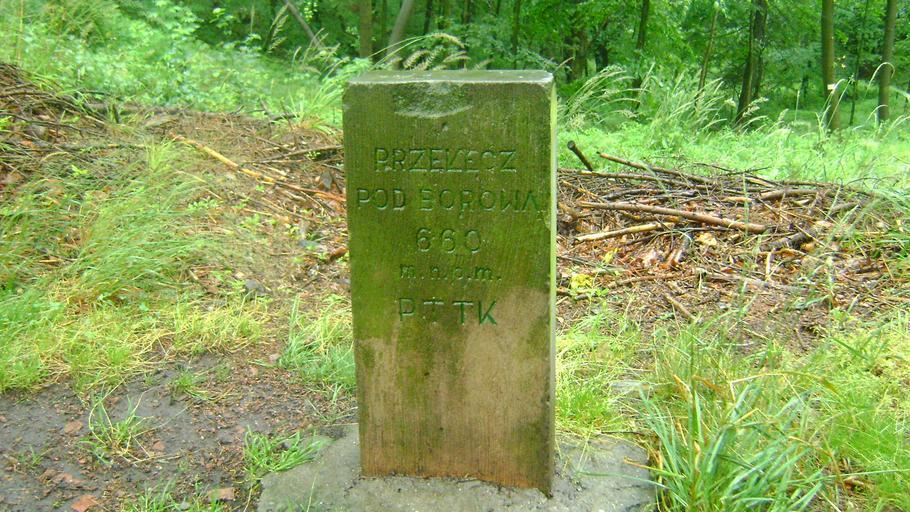 PRZEŁĘCZ
POD BOROWĄ
660
m.n.p.m.
PTTK